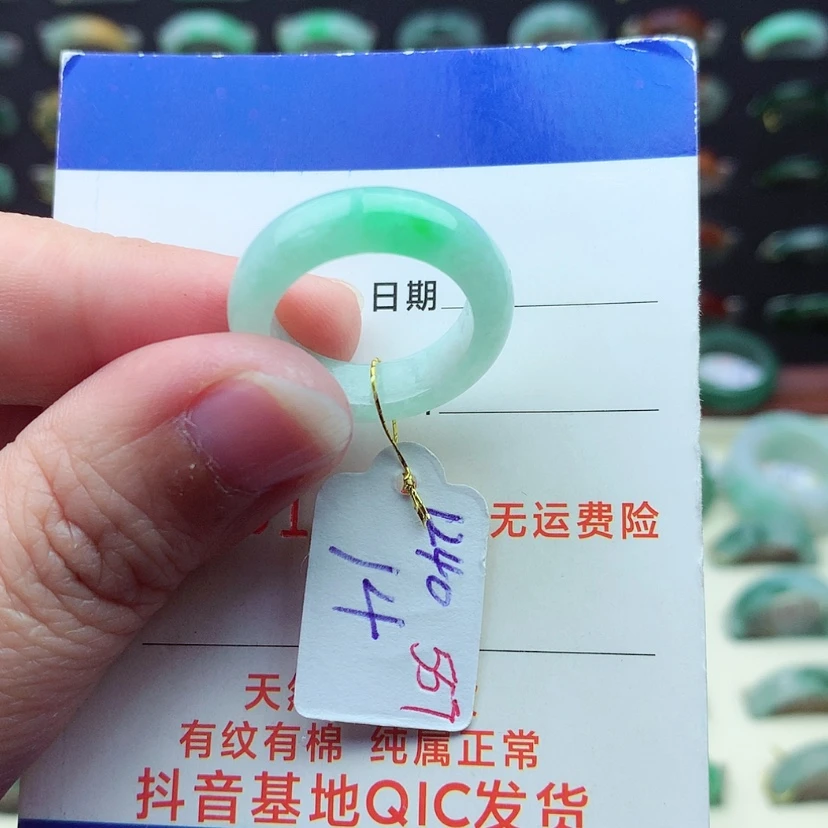 日期
无运费险
1240
14
557
有纹有棉 纯属正常
抖音基地QIC发货